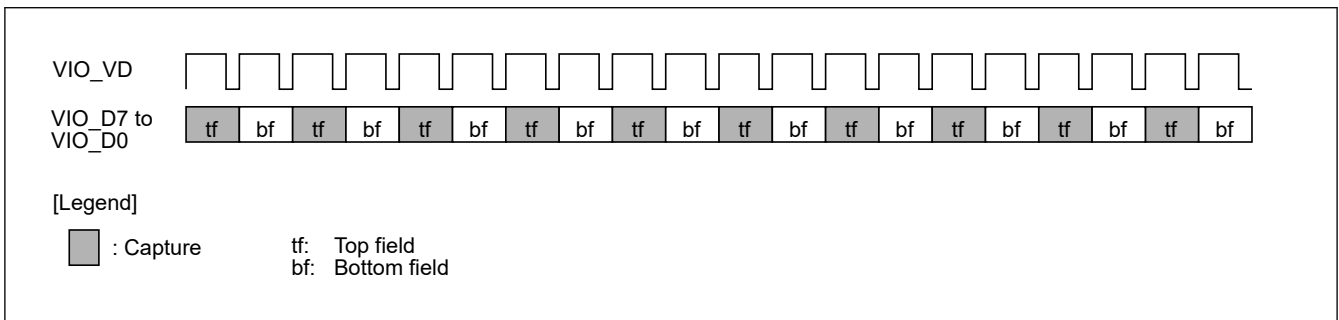 VIO_VD
VIO_D7 to
VIO_D0
tf bf tf bf tf bf tf bf tf bf tf bf tf bf tf bf tf bf tf bf
[Legend]
: Capture tf: Top field
bf: Bottom field